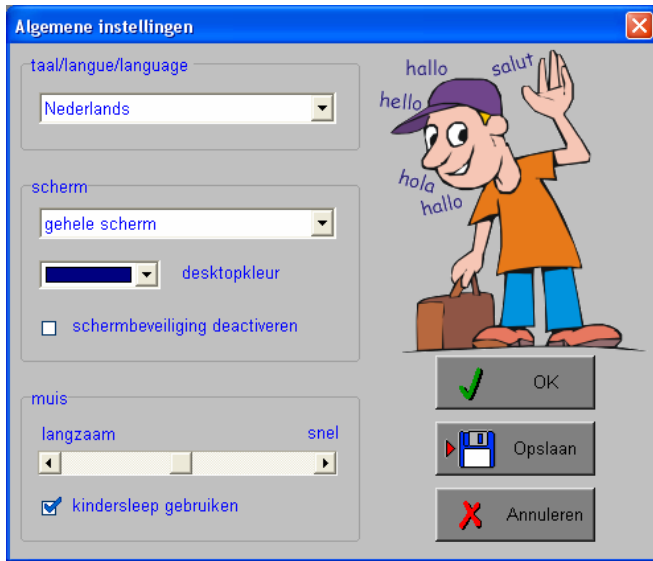 Algemene instellingen
taal/langue/language
Nederlands
scherm
gehele scherm
desktopkleur
schermbeveiliging deactiveren
muis
langzaam snel
kindersleep gebruiken
hallo salut
hello
hola
hallo
OK
Opslaan
Annuleren